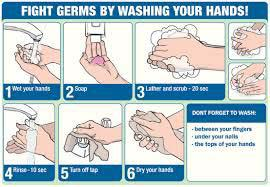 FIGHT GERMS BY WASHING YOUR HANDS!
1 Wet your hands
2 Soap
3 Lather and scrub - 20 sec
4 Rinse - 10 sec
5 Turn off tap
6 Dry your hands
DON'T FORGET TO WASH:
- between your fingers
- under your nails
- the tops of your hands